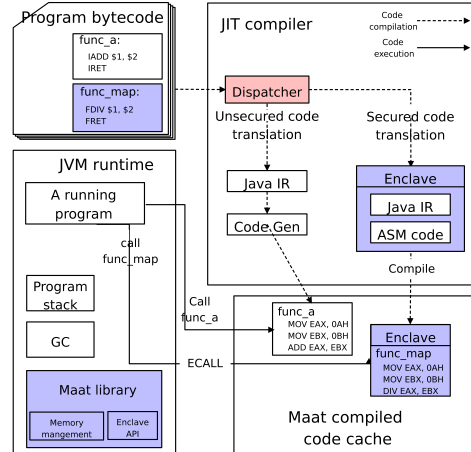 Program bytecode
func_a:
IADD $1, $2
IRET
func_map:
FDIV $1, $2
FRET
JIT compiler
Code
compilation
Code
execution
Dispatcher
Unsecured code
translation
Secured code
translation
Java IR
Code Gen
Enclave
Java IR
ASM code
Compile
JVM runtime
A running
program
call
func_map
Program
stack
GC
Call
func_a
ECALL
Maat library
Memory
mangement
Enclave
API
func_a
MOV EAX, 0AH
MOV EBX, 0BH
ADD EAX, EBX
Enclave
func_map
MOV EAX, 0AH
MOV EBX, 0BH
DIV EAX, EBX
Maat compiled
code cache